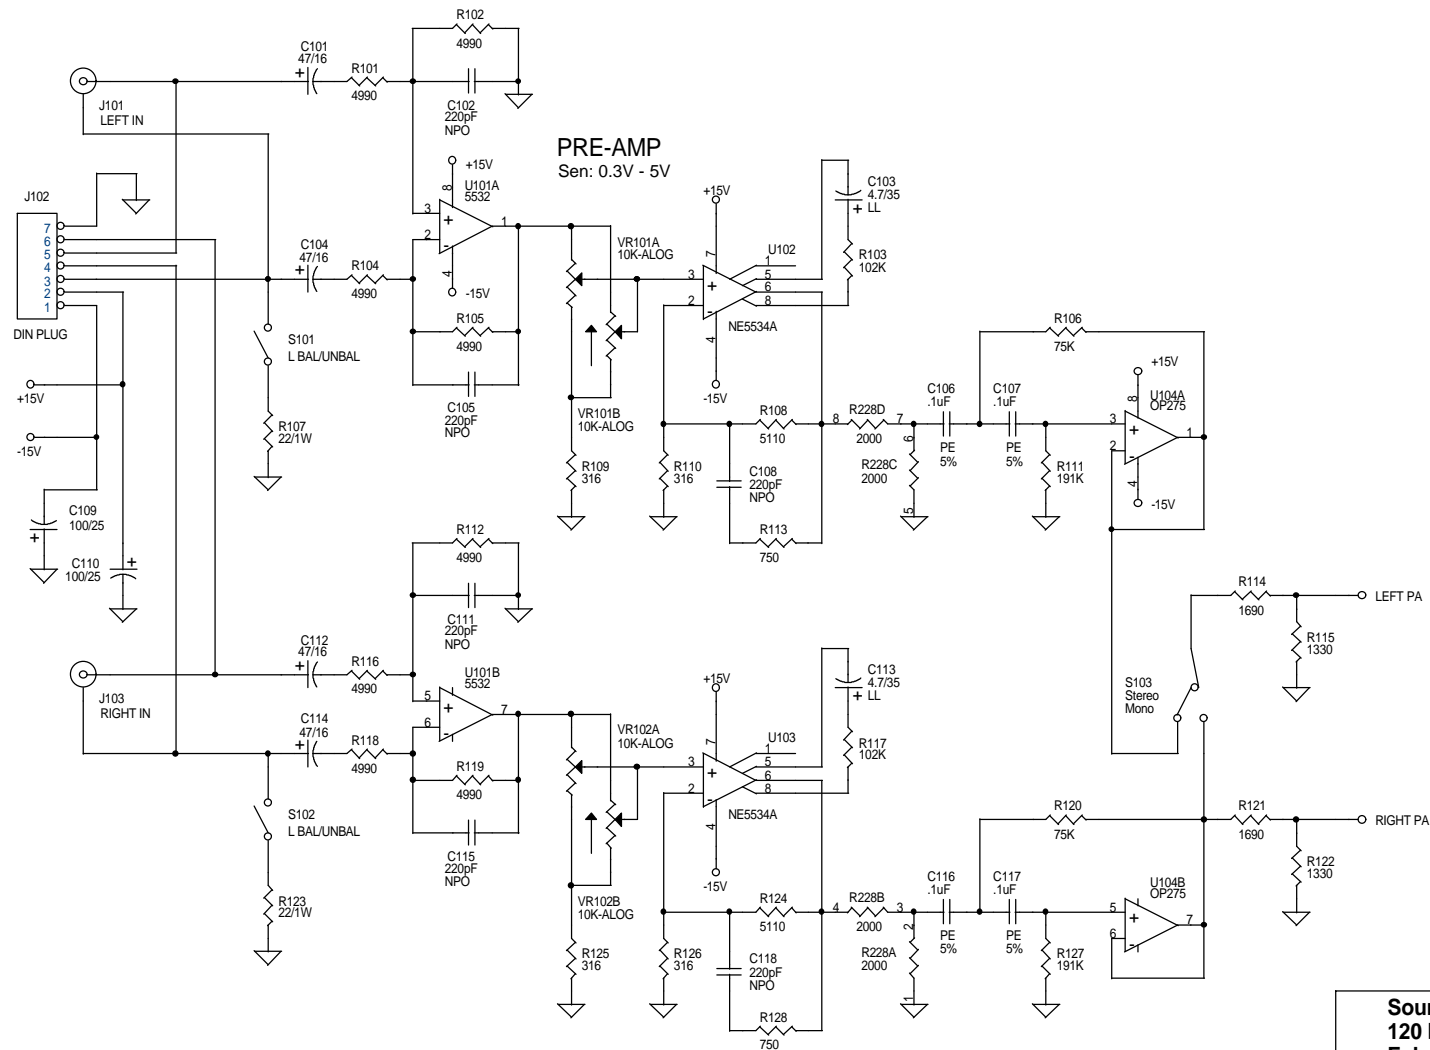 R102
4990
C101
47/16
+
R101
4990
C102
220pF
NPO
J101
LEFT IN
PRE-AMP
Sen: 0.3V - 5V
+15V
8
U101A
5532
3
+
1
2
-
4
-15V
J102
7
6
5
4
3
2
1
DIN PLUG
C104
47/16
+
R104
4990
R105
4990
C105
220pF
NPO
S101
L BAL/UNBAL
R107
22/1W
+15V
-15V
C109
100/25
+
C110
100/25
+
VR101A
10K-ALOG
VR101B
10K-ALOG
R109
316
+15V
7
U102
3
+
2
-
1
5
6
8
NE5534A
4
-15V
C103
4.7/35
+ LL
R103
102K
R108
5110
R110
316
C108
220pF
NPO
R113
750
8
R228D
7
2000
6
R228C
2000
5
C106
.1uF
PE
5%
C107
.1uF
PE
5%
R106
75K
R111
191K
+15V
8
U104A
OP275
3
+
1
2
-
4
-15V
R112
4990
C111
220pF
NPO
C112
47/16
+
R116
4990
J103
RIGHT IN
U101B
5532
5
+
7
6
-
C114
47/16
+
R118
4990
R119
4990
C115
220pF
NPO
S102
L BAL/UNBAL
R123
22/1W
VR102A
10K-ALOG
VR102B
10K-ALOG
R125
316
+15V
7
U103
3
+
2
-
1
5
6
8
NE5534A
4
-15V
C113
4.7/35
+ LL
R117
102K
R124
5110
R126
316
C118
220pF
NPO
R128
750
4
R228B
3
2000
2
R228A
2000
1
C116
.1uF
PE
5%
C117
.1uF
PE
5%
R120
75K
R127
191K
U104B
OP275
5
+
7
6
-
S103
Stereo
Mono
R114
1690
LEFT PA
R115
1330
R121
1690
RIGHT PA
R122
1330
Sour
120